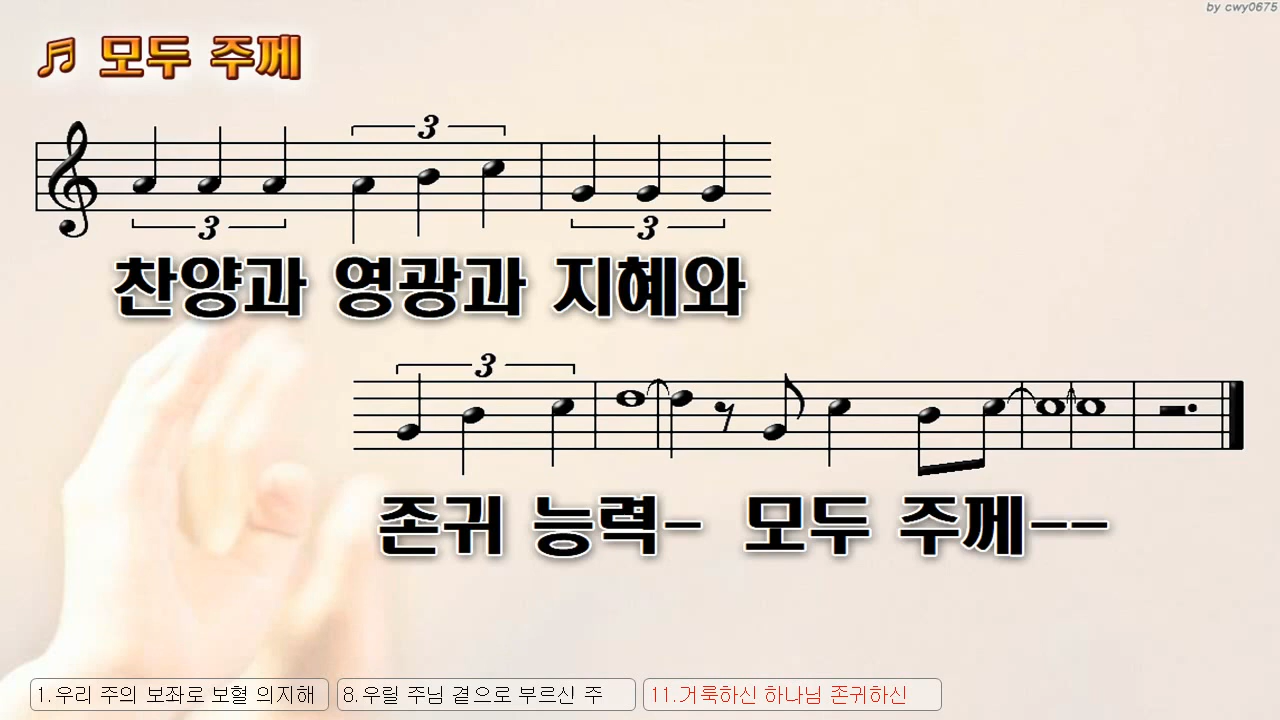 by cwy0675
♬ 모두 주께
3
3
3
찬양과 영광과 지혜와
3
존귀 능력- 모두 주께--
1.우리 주의 보좌로 보혈 의지해
8.우릴 주님 곁으로 부르신 주
11.거룩하신 하나님 존귀하신